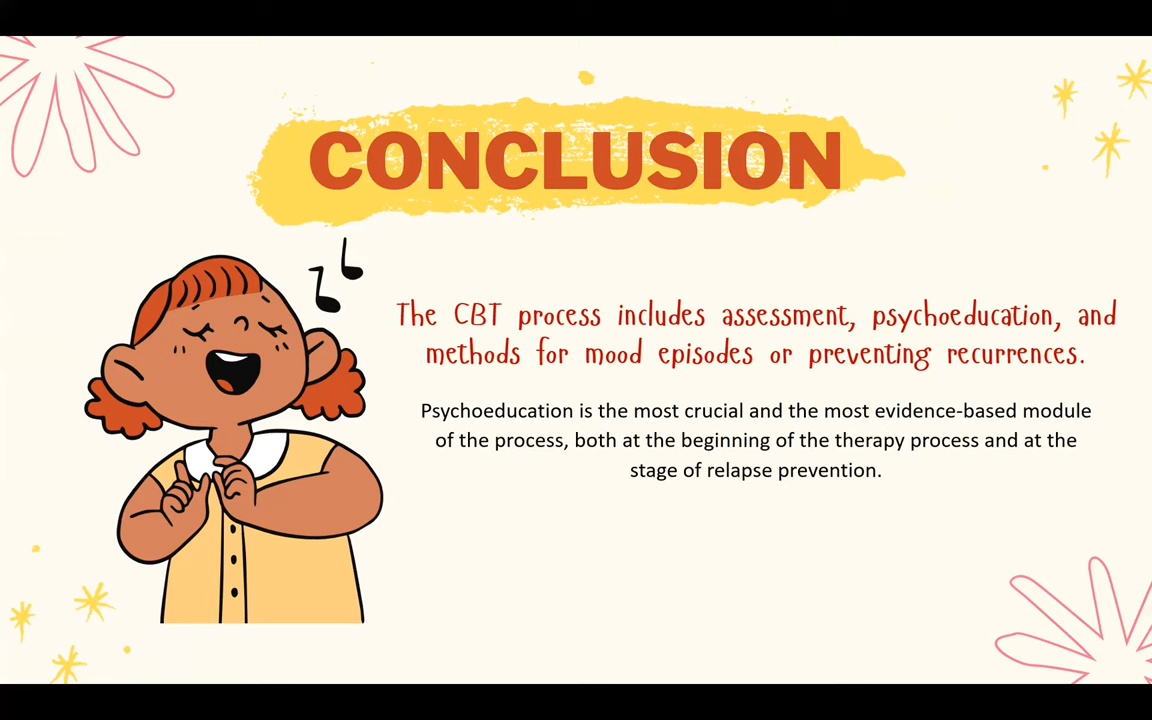 CONCLUSION
The CBT process includes assessment, psychoeducation, and
methods for mood episodes or preventing recurrences.
Psychoeducation is the most crucial and the most evidence-based module
of the process, both at the beginning of the therapy process and at the
stage of relapse prevention.